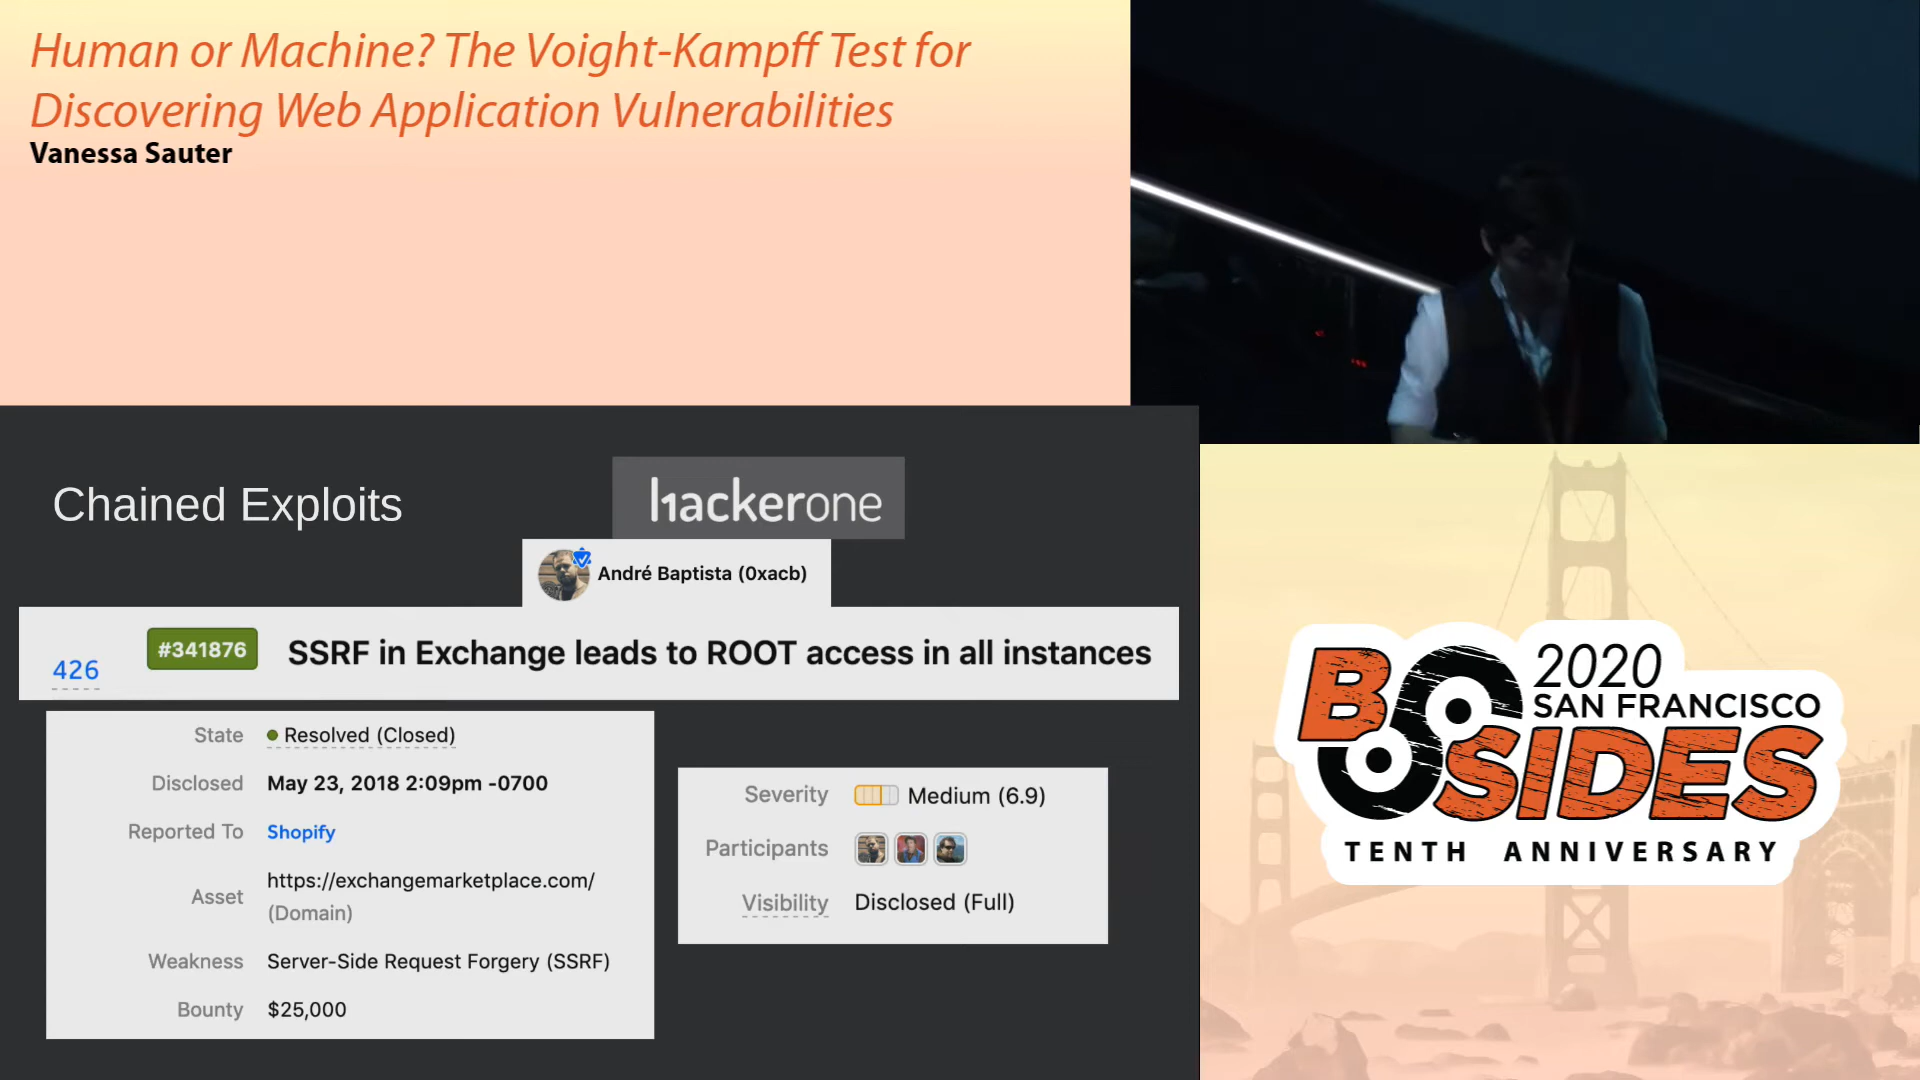 Human or Machine? The Voight-Kampff Test for
Discovering Web Application Vulnerabilities
Vanessa Sauter
Chained Exploits
hackerone
André Baptista (0xacb)
426
#341876
SSRF in Exchange leads to ROOT access in all instances
State Resolved (Closed)
Disclosed May 23, 2018 2:09pm -0700
Reported To Shopify
Asset https://exchangemarketplace.com/
(Domain)
Weakness Server-Side Request Forgery (SSRF)
Bounty $25,000
Severity Medium (6.9)
Participants
Visibility Disclosed (Full)
2020
SAN FRANCISCO
BSIDES
TENTH ANNIVERSARY